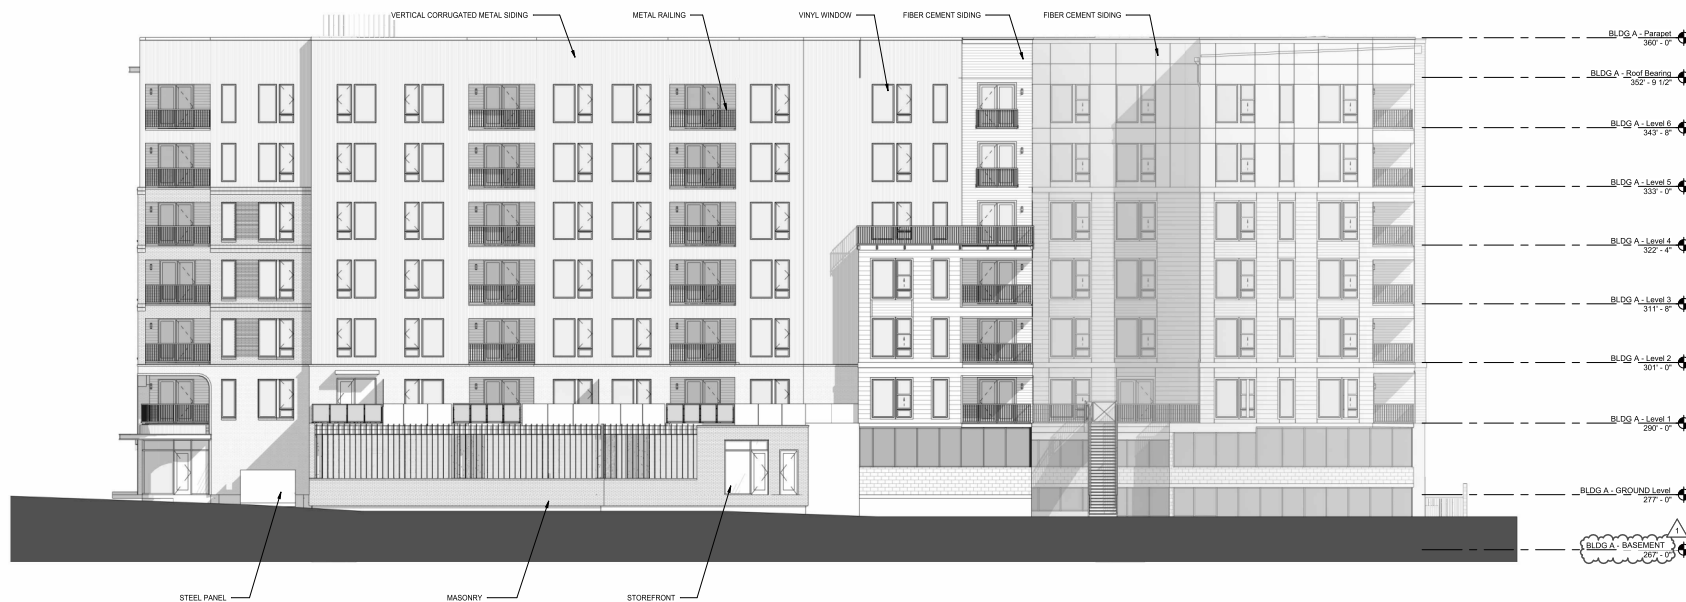 VERTICAL CORRUGATED METAL SIDING
METAL RAILING
VINYL WINDOW
FIBER CEMENT SIDING
FIBER CEMENT SIDING
BLDG A - Parapet
360' - 0"
BLDG A - Roof Bearing
352' - 9 1/2"
BLDG A - Level 6
343' - 8"
BLDG A - Level 5
333' - 0"
BLDG A - Level 4
322' - 4"
BLDG A - Level 3
311' - 8"
BLDG A - Level 2
301' - 0"
BLDG A - Level 1
290' - 0"
BLDG A - GROUND Level
277' - 0"
1
BLDG A - BASEMENT
267' - 0"
STEEL PANEL
MASONRY
STOREFRONT